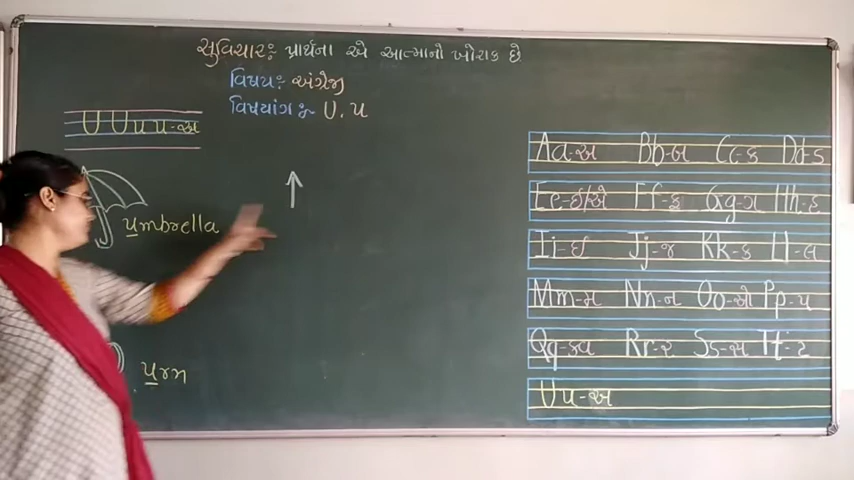 સુવિચાર: પ્રાર્થના એ આત્માનો ખોરાક છે
વિષય: અંગ્રેજી
વિષયાંગ: U. u
U U u u - અ
umbrella
urn
Aa-અ Bb-બ Cc-ક Dd-ડ
Ee-ઈ/એ Ff-ફ Gg-ગ Hh-હ
Ii-ઇ Jj-જ Kk-ક Ll-લ
Mm-મ Nn-ન Oo-ઓ Pp-પ
Qq-ક્વ Rr-ર Ss-સ Tt-ટ
Uu-અ